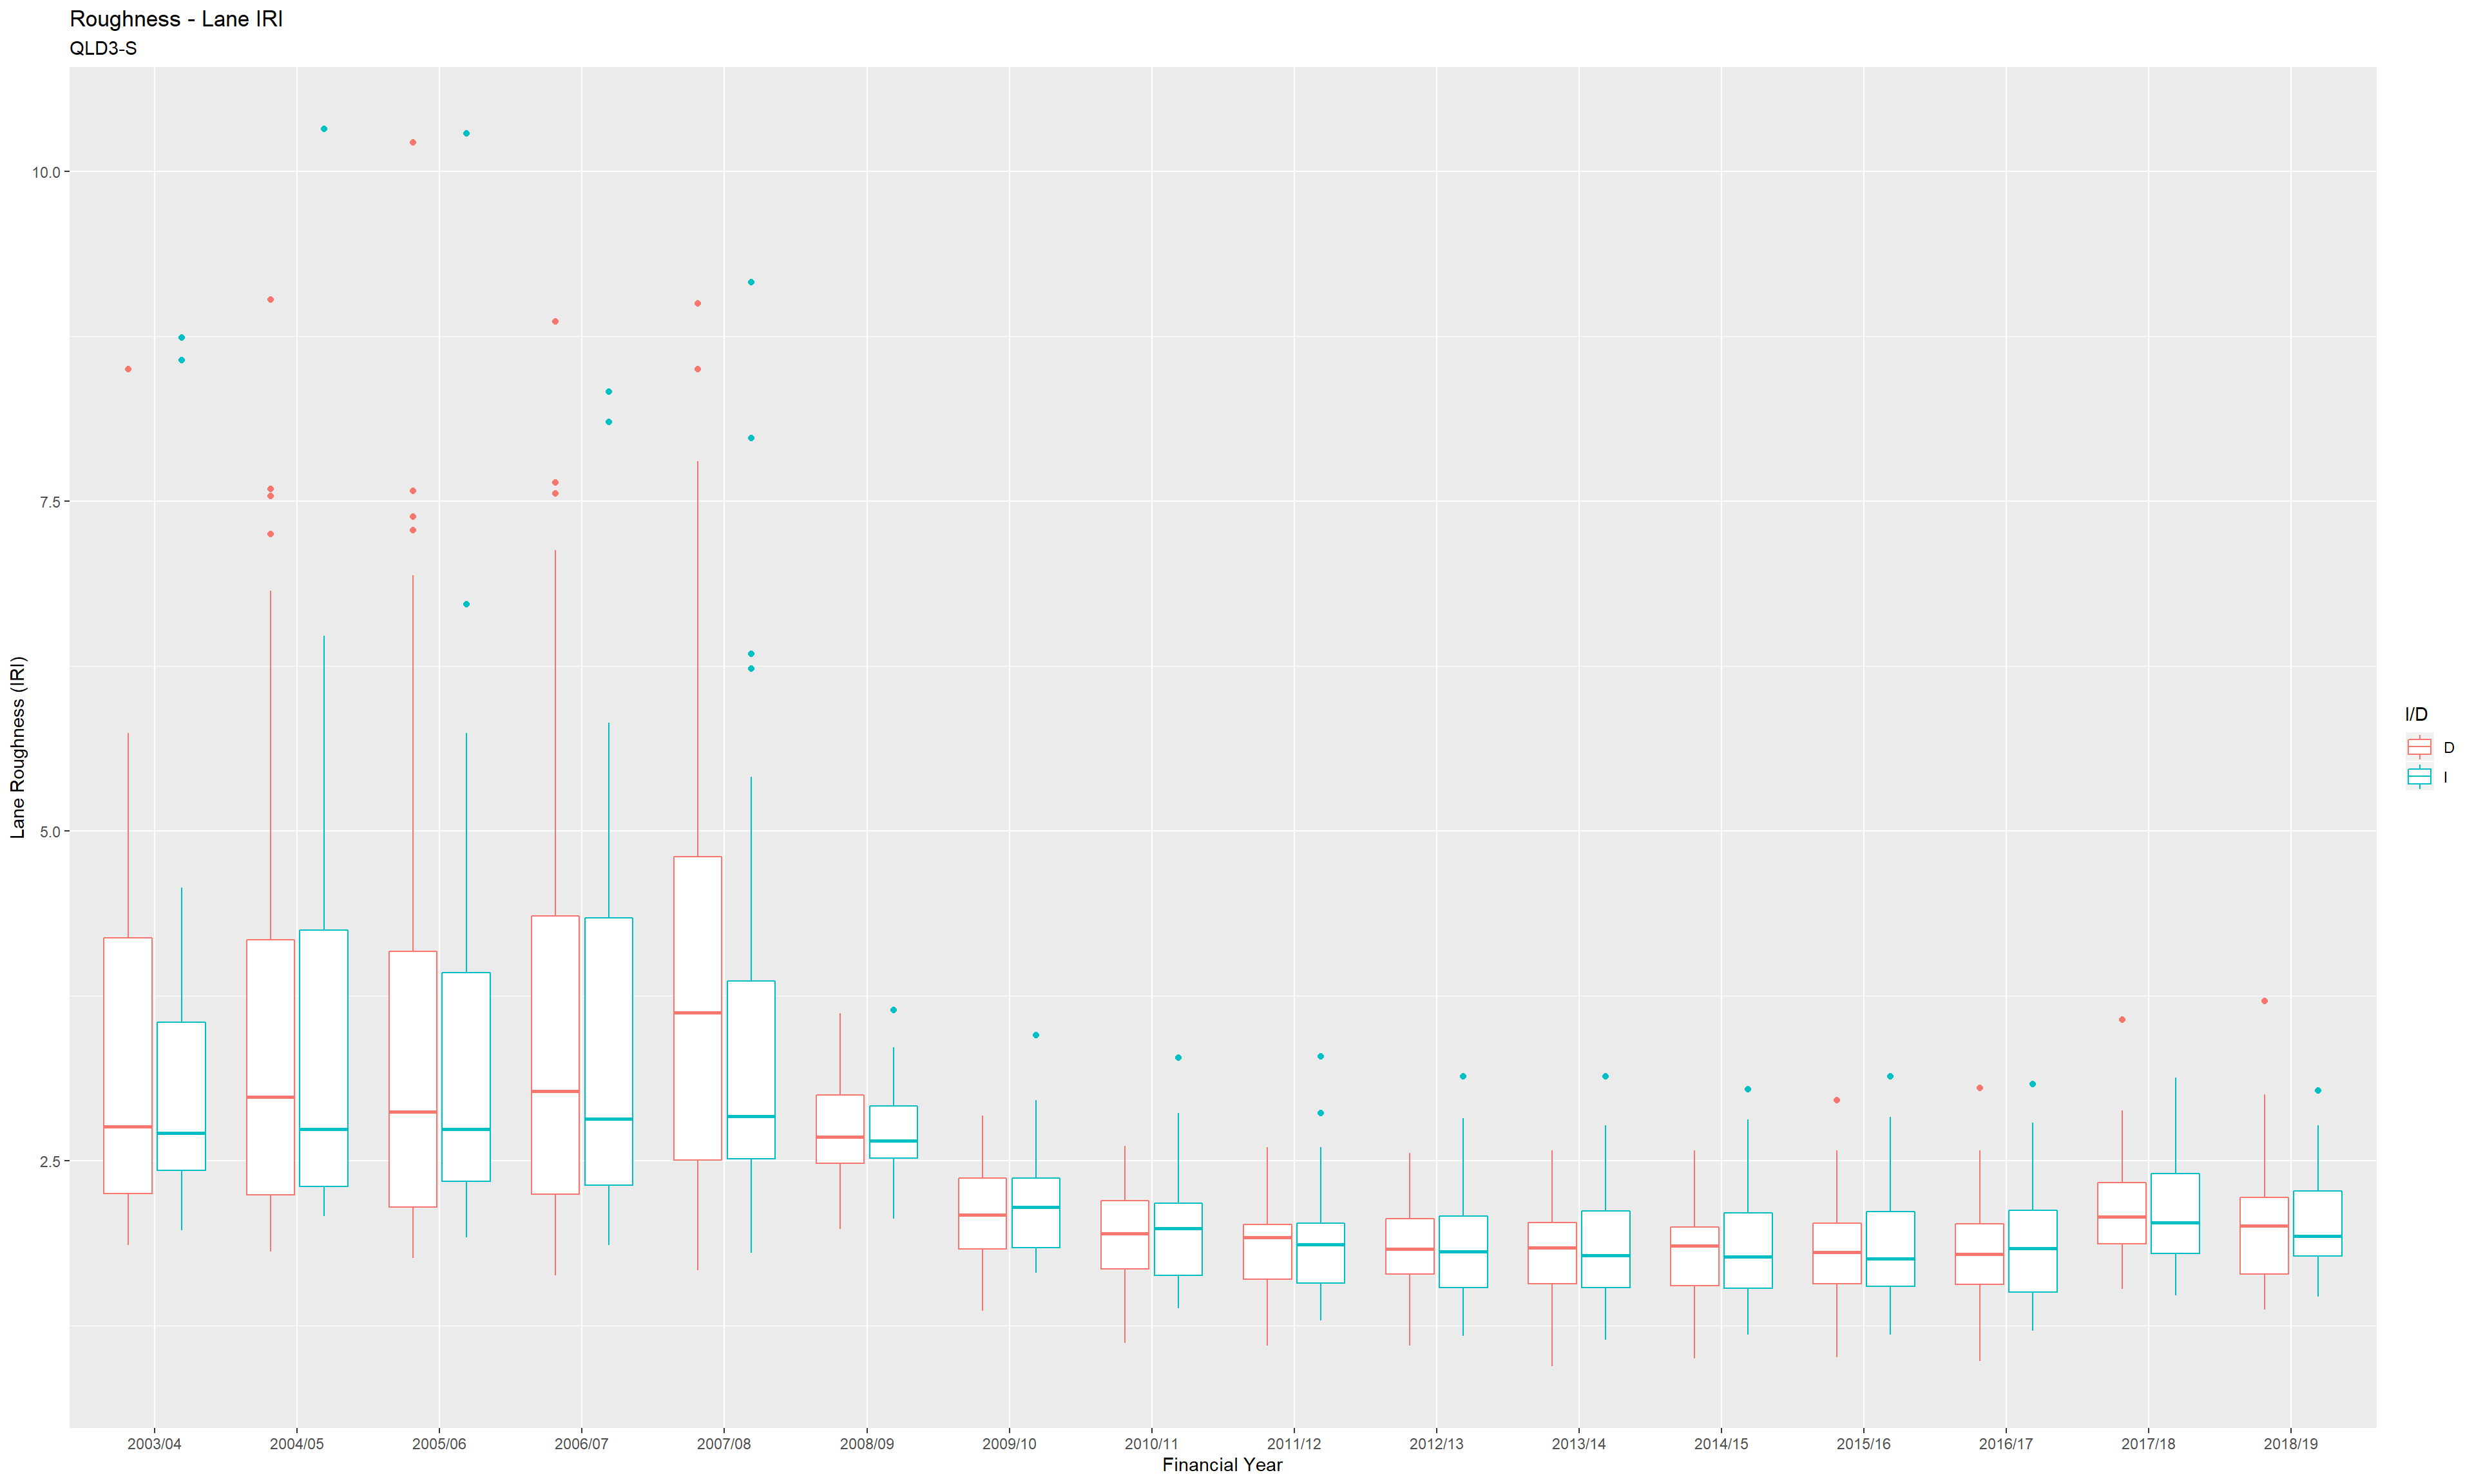 Roughness - Lane IRI
QLD3-S
Lane Roughness (IRI)
10.0
7.5
5.0
2.5
2003/04
2004/05
2005/06
2006/07
2007/08
2008/09
2009/10
2010/11
2011/12
2012/13
2013/14
2014/15
2015/16
2016/17
2017/18
2018/19
Financial Year
I/D
D
I